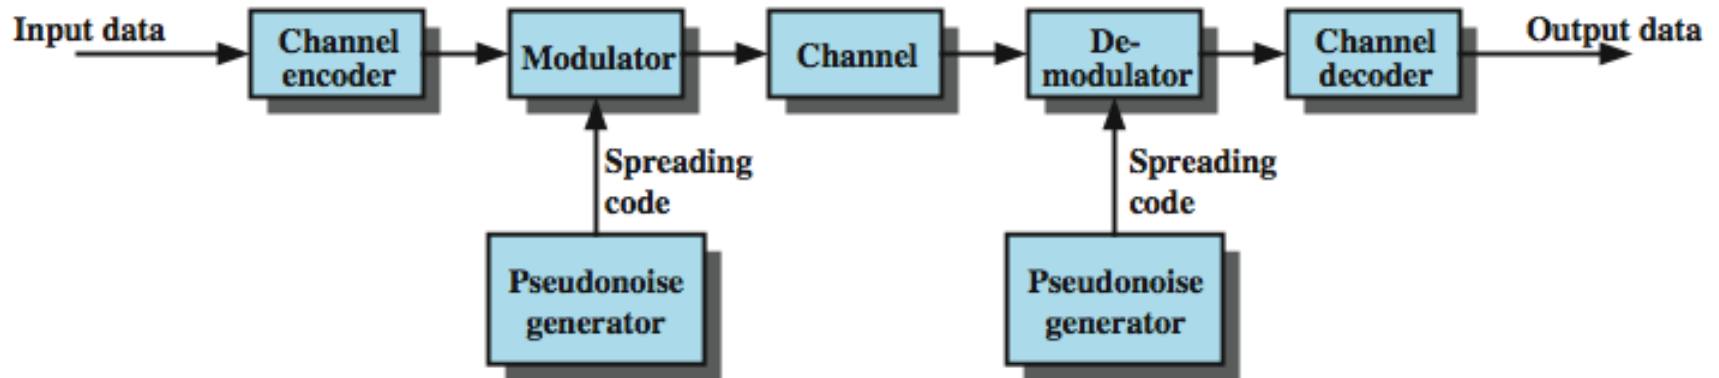 Input data
Channel
encoder
Modulator
Channel
De-
modulator
Channel
decoder
Output data
Spreading
code
Spreading
code
Pseudonoise
generator
Pseudonoise
generator